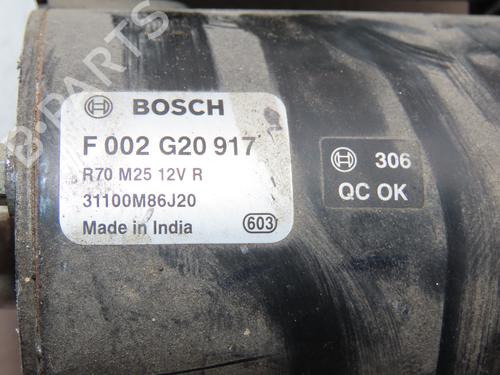 BOSCH
F 002 G20 917
R70 M25 12V R
31100M86J20
Made in India
603
306
QC OK
B-PARTS